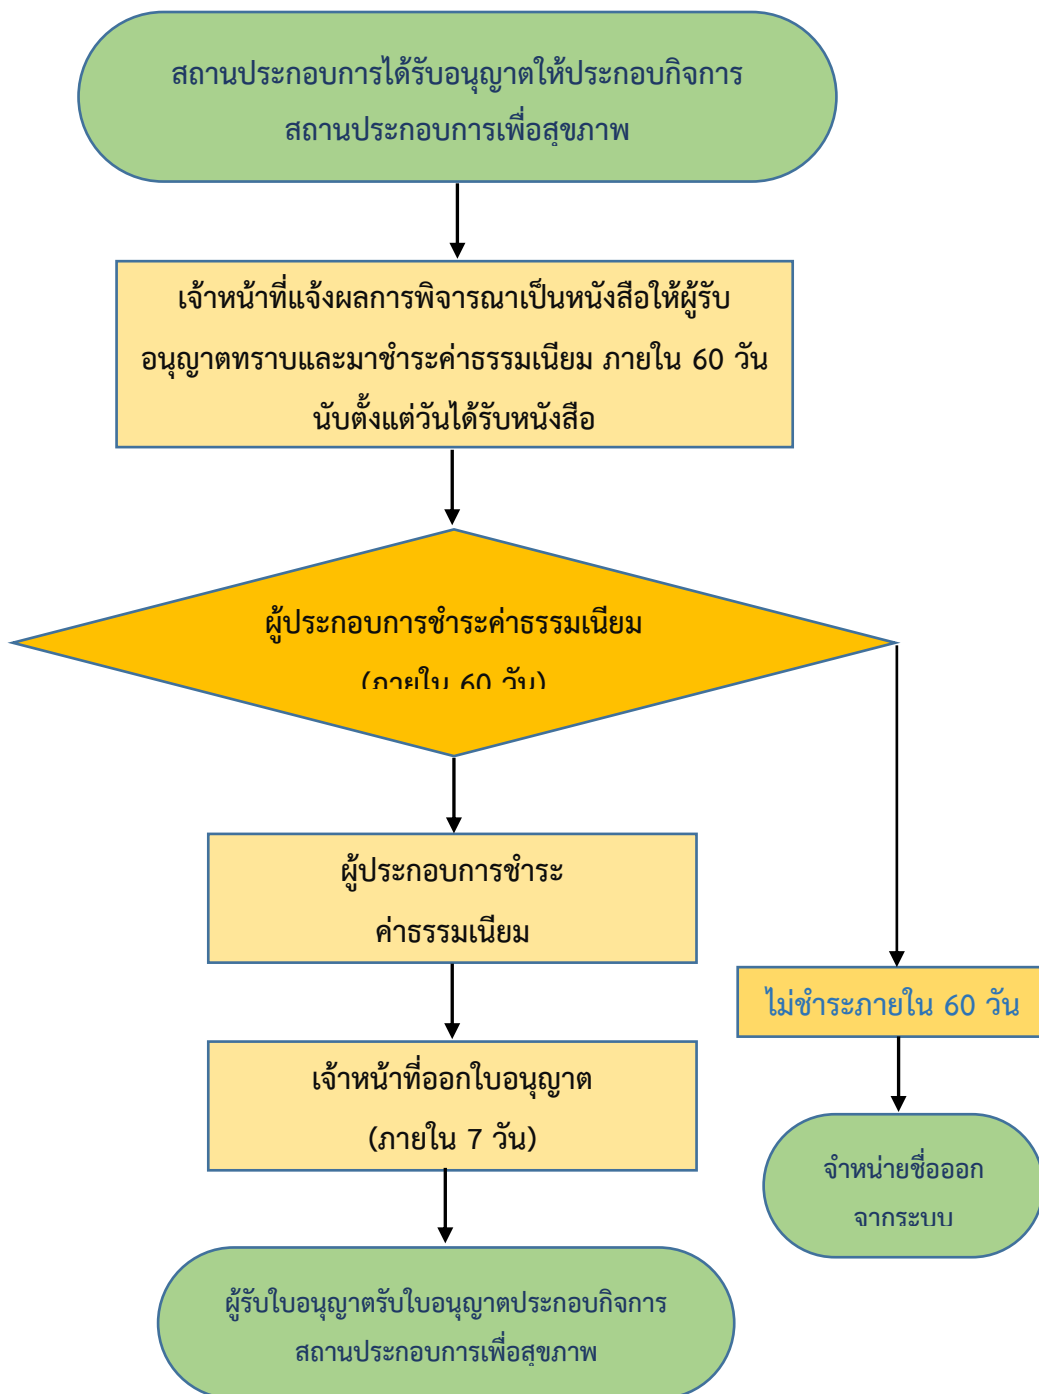 สถานประกอบการได้รับอนุญาตให้ประกอบกิจการ
สถานประกอบการเพื่อสุขภาพ
เจ้าหน้าที่แจ้งผลการพิจารณาเป็นหนังสือให้ผู้รับ
อนุญาตทราบและมาชำระค่าธรรมเนียม ภายใน 60 วัน
นับตั้งแต่วันได้รับหนังสือ
ผู้ประกอบการชำระค่าธรรมเนียม
(ภายใน 60 วัน)
ผู้ประกอบการชำระ
ค่าธรรมเนียม
ไม่ชำระภายใน 60 วัน
เจ้าหน้าที่ออกใบอนุญาต
(ภายใน 7 วัน)
จำหน่ายชื่อออก
จากระบบ
ผู้รับใบอนุญาตรับใบอนุญาตประกอบกิจการ
สถานประกอบการเพื่อสุขภาพ